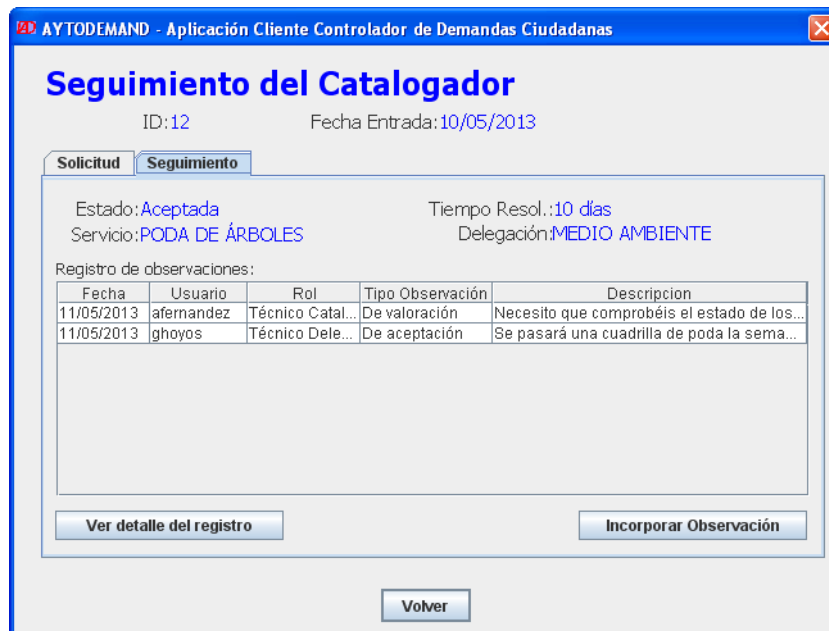 AYTODEMAND - Aplicación Cliente Controlador de Demandas Ciudadanas
Seguimiento del Catalogador
ID:12 Fecha Entrada:10/05/2013
Solicitud Seguimiento
Estado:Aceptada Tiempo Resol.:10 días
Servicio:PODA DE ÁRBOLES Delegación:MEDIO AMBIENTE
Registro de observaciones:
Fecha Usuario Rol Tipo Observación Descripcion
11/05/2013 afernandez Técnico Catal... De valoración Necesito que comprobéis el estado de los...
11/05/2013 ghoyos Técnico Dele... De aceptación Se pasará una cuadrilla de poda la sema...
Ver detalle del registro Incorporar Observación
Volver